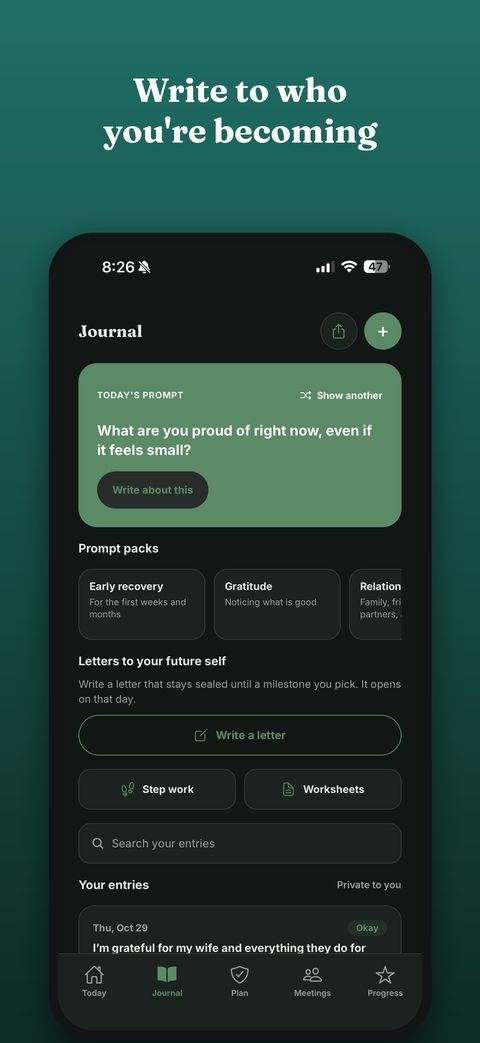 Write to who
you're becoming
8:26
47
Journal
TODAY'S PROMPT
Show another
What are you proud of right now, even if
it feels small?
Write about this
Prompt packs
Early recovery
For the first weeks and
months
Gratitude
Noticing what is good
Relation
Family, fri
partners,
Letters to your future self
Write a letter that stays sealed until a milestone you pick. It opens
on that day.
Write a letter
Step work
Worksheets
Search your entries
Your entries
Private to you
Thu, Oct 29
Okay
I'm grateful for my wife and everything they do for
Today
Journal
Plan
Meetings
Progress